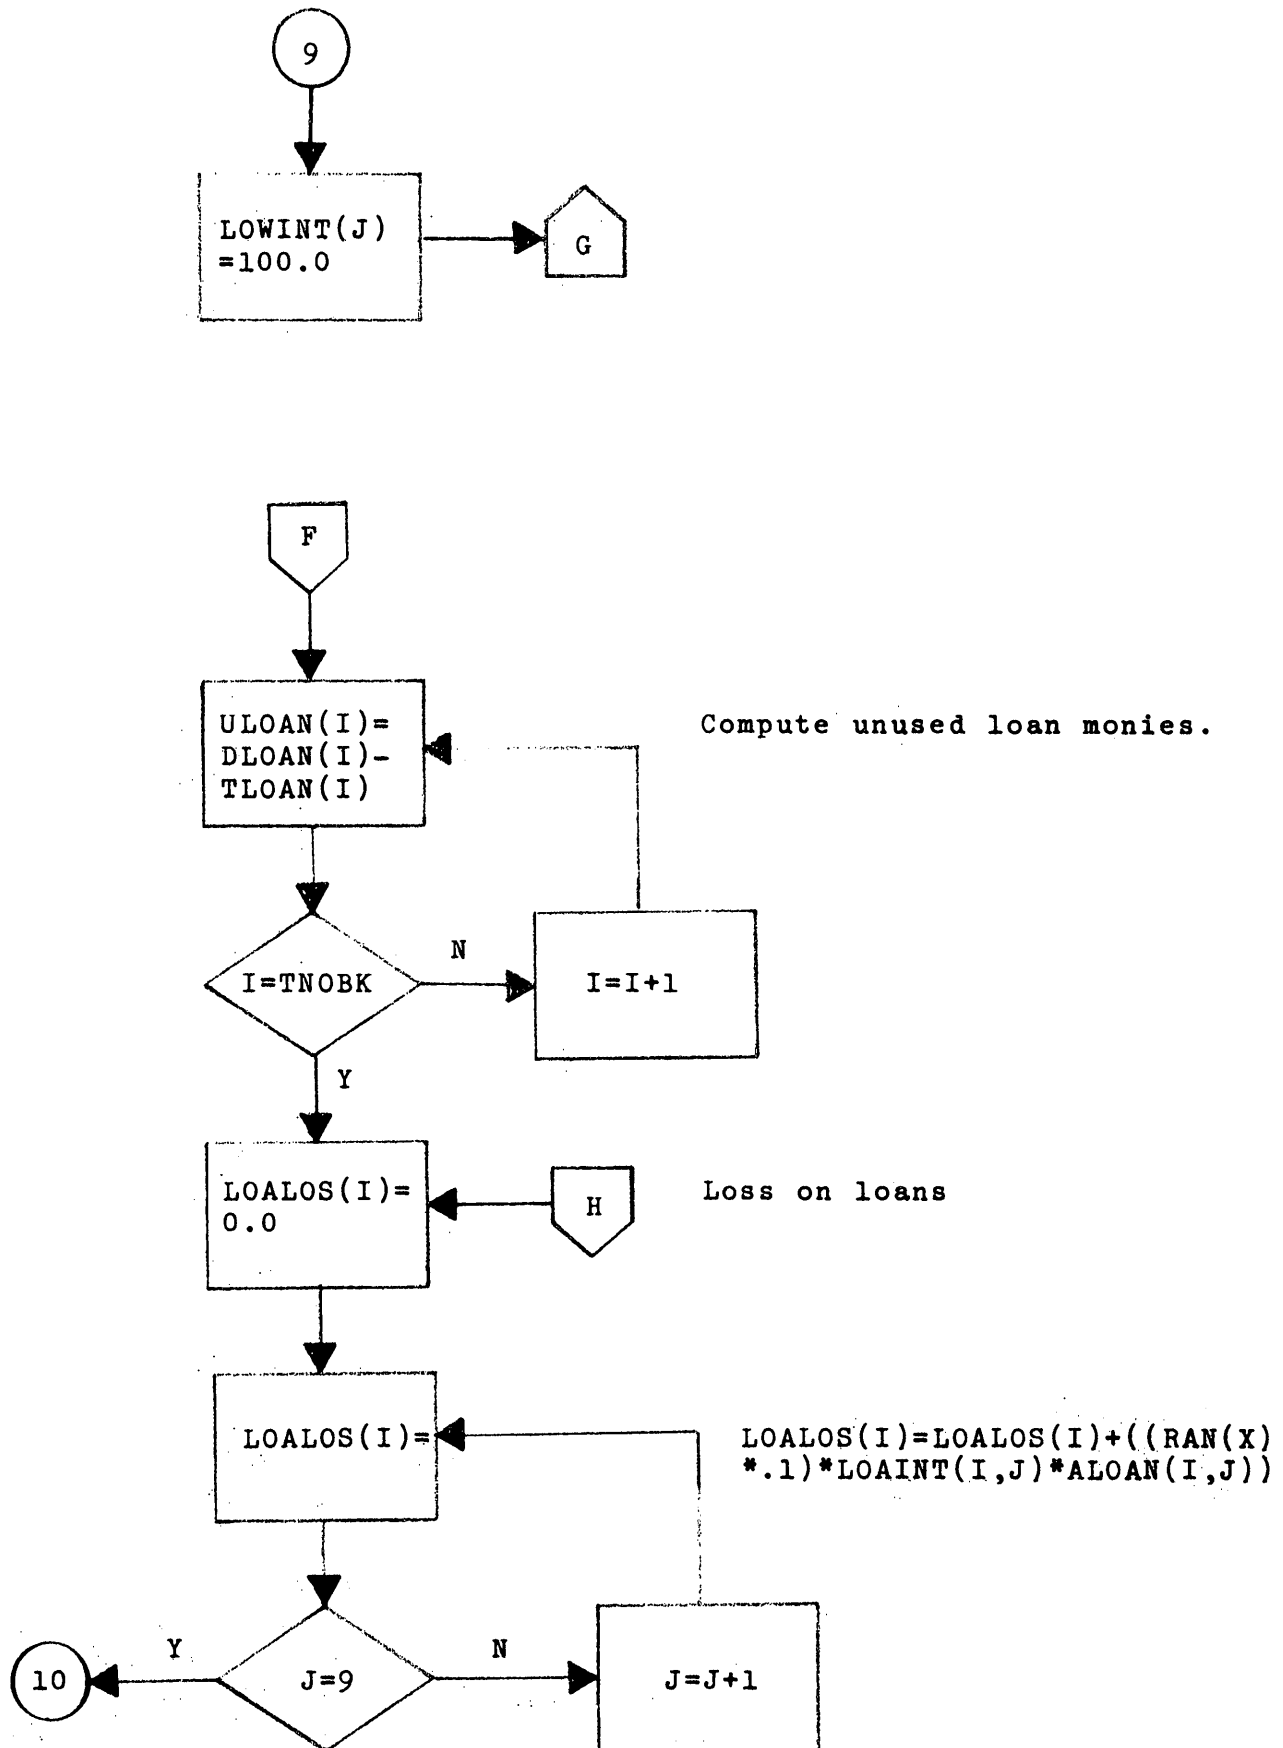 9
LOWINT(J)
=100.0
G
F
ULOAN(I)=
DLOAN(I)-
TLOAN(I)
Compute unused loan monies.
I=TNOBK
N
I=I+1
Y
LOALOS(I)=
0.0
H
Loss on loans
LOALOS(I)=
LOALOS(I)=LOALOS(I)+((RAN(X)
*.1)*LOAINT(I,J)*ALOAN(I,J))
10
Y
J=9
N
J=J+1